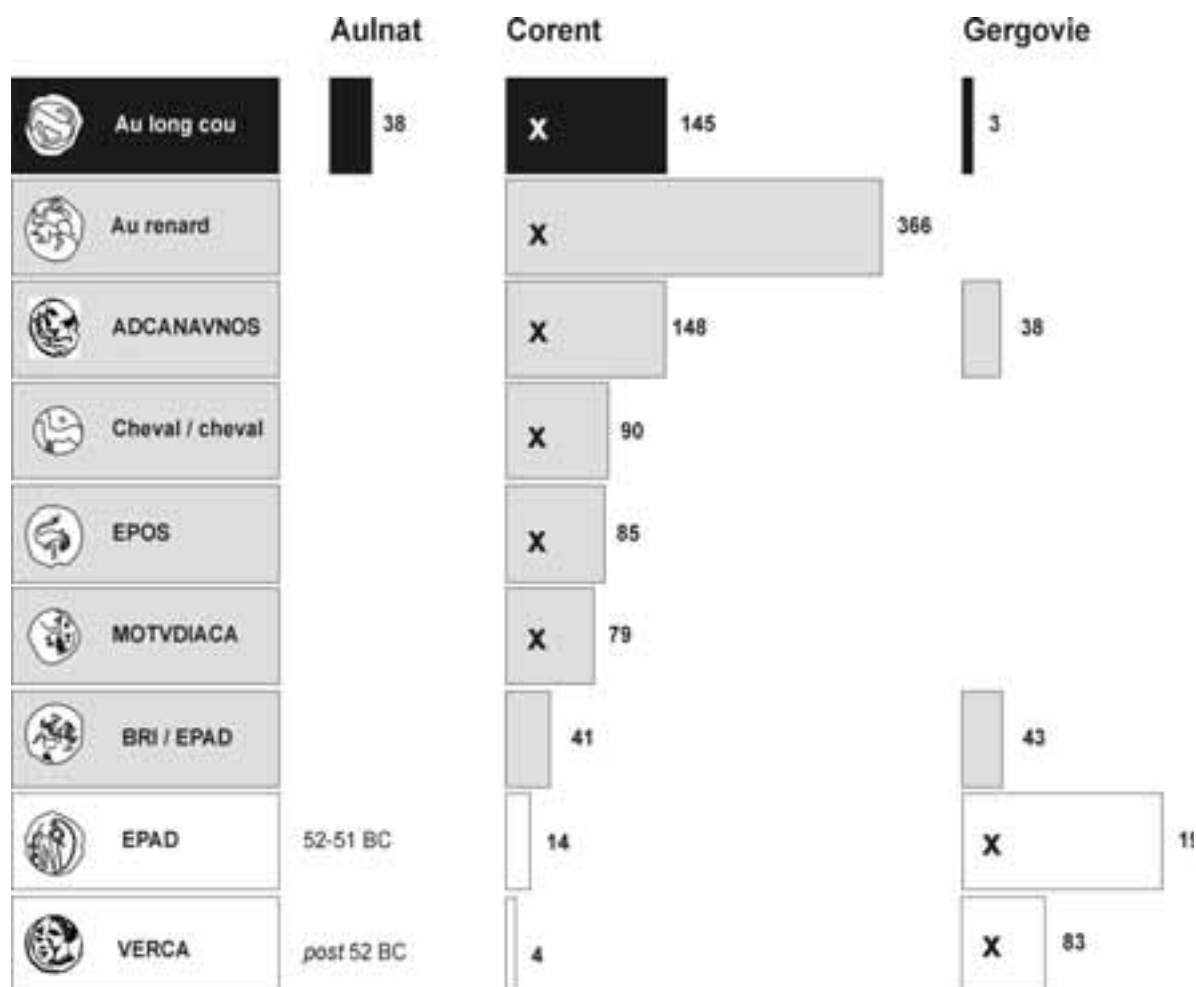 Aulnat Corent Gergovie
Au long cou 38 x 145 3
Au renard x 366
ADCANAVNOS x 148 38
Cheval / cheval x 90
EPOS x 85
MOTVDIACA x 79
BRI / EPAD 41 43
EPAD 52-51 BC 14 x
VERCA post 52 BC 4 x 83